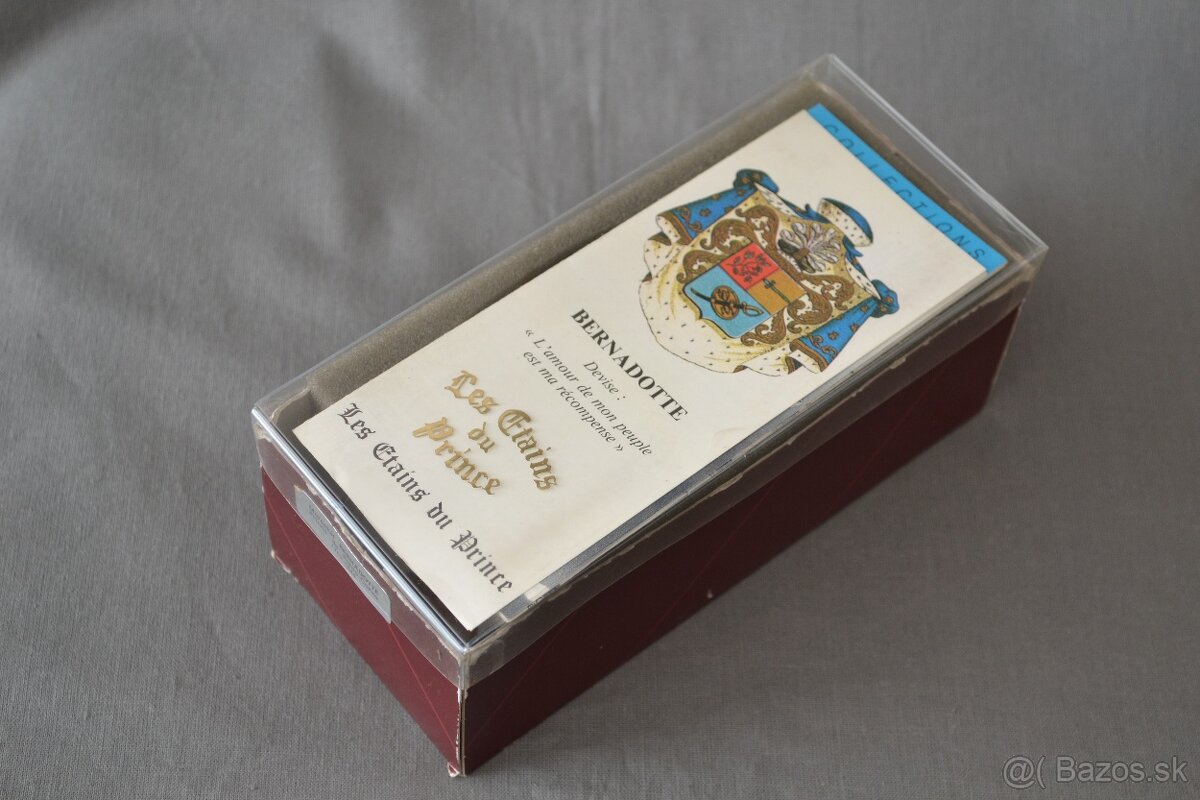 COLLECTIONS
BERNADOTTE
Devise :
« L'amour de mon peuple
est ma récompense »
Les Etains
du
Prince
Les Etains du Prince
@( Bazos.sk